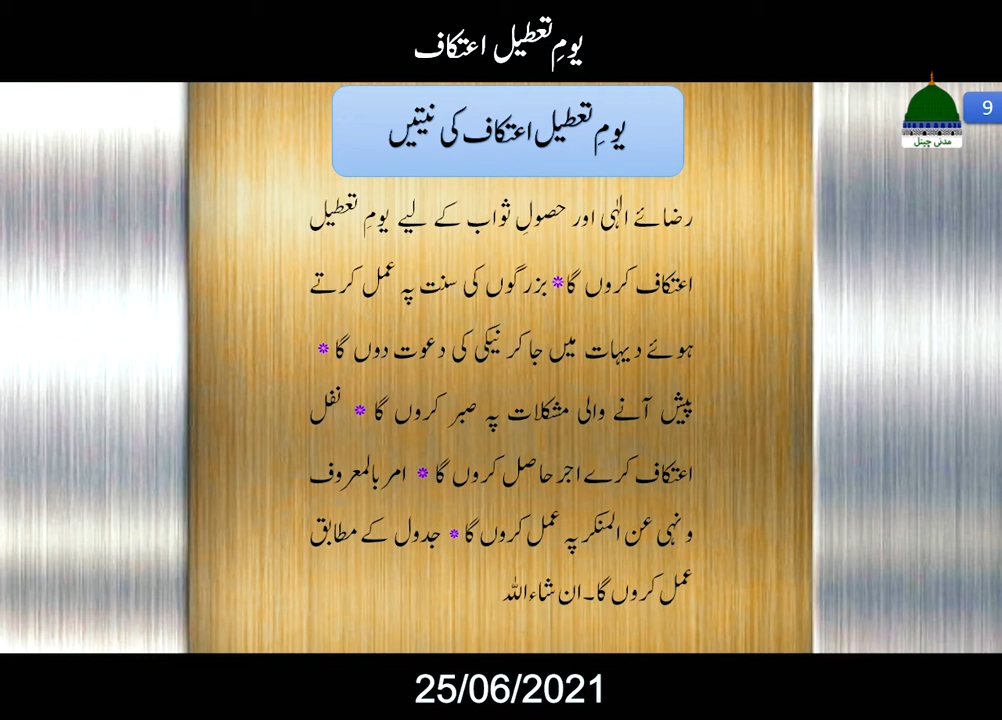 یومِ تعطیل اعتکاف
9
مدنی چینل
یومِ تعطیل اعتکاف کی نیتیں
رضائے الٰہی اور حصولِ ثواب کے لیے یومِ تعطیل
اعتکاف کروں گا٭ بزرگوں کی سنت پہ عمل کرتے
ہوئے دیہات میں جا کر نیکی کی دعوت دوں گا٭
پیش آنے والی مشکلات پہ صبر کروں گا ٭ نفل
اعتکاف کرے اجر حاصل کروں گا ٭ امر بالمعروف
و نہی عن المنکر پہ عمل کروں گا٭ جدول کے مطابق
عمل کروں گا۔ ان شاءاللہ
25/06/2021